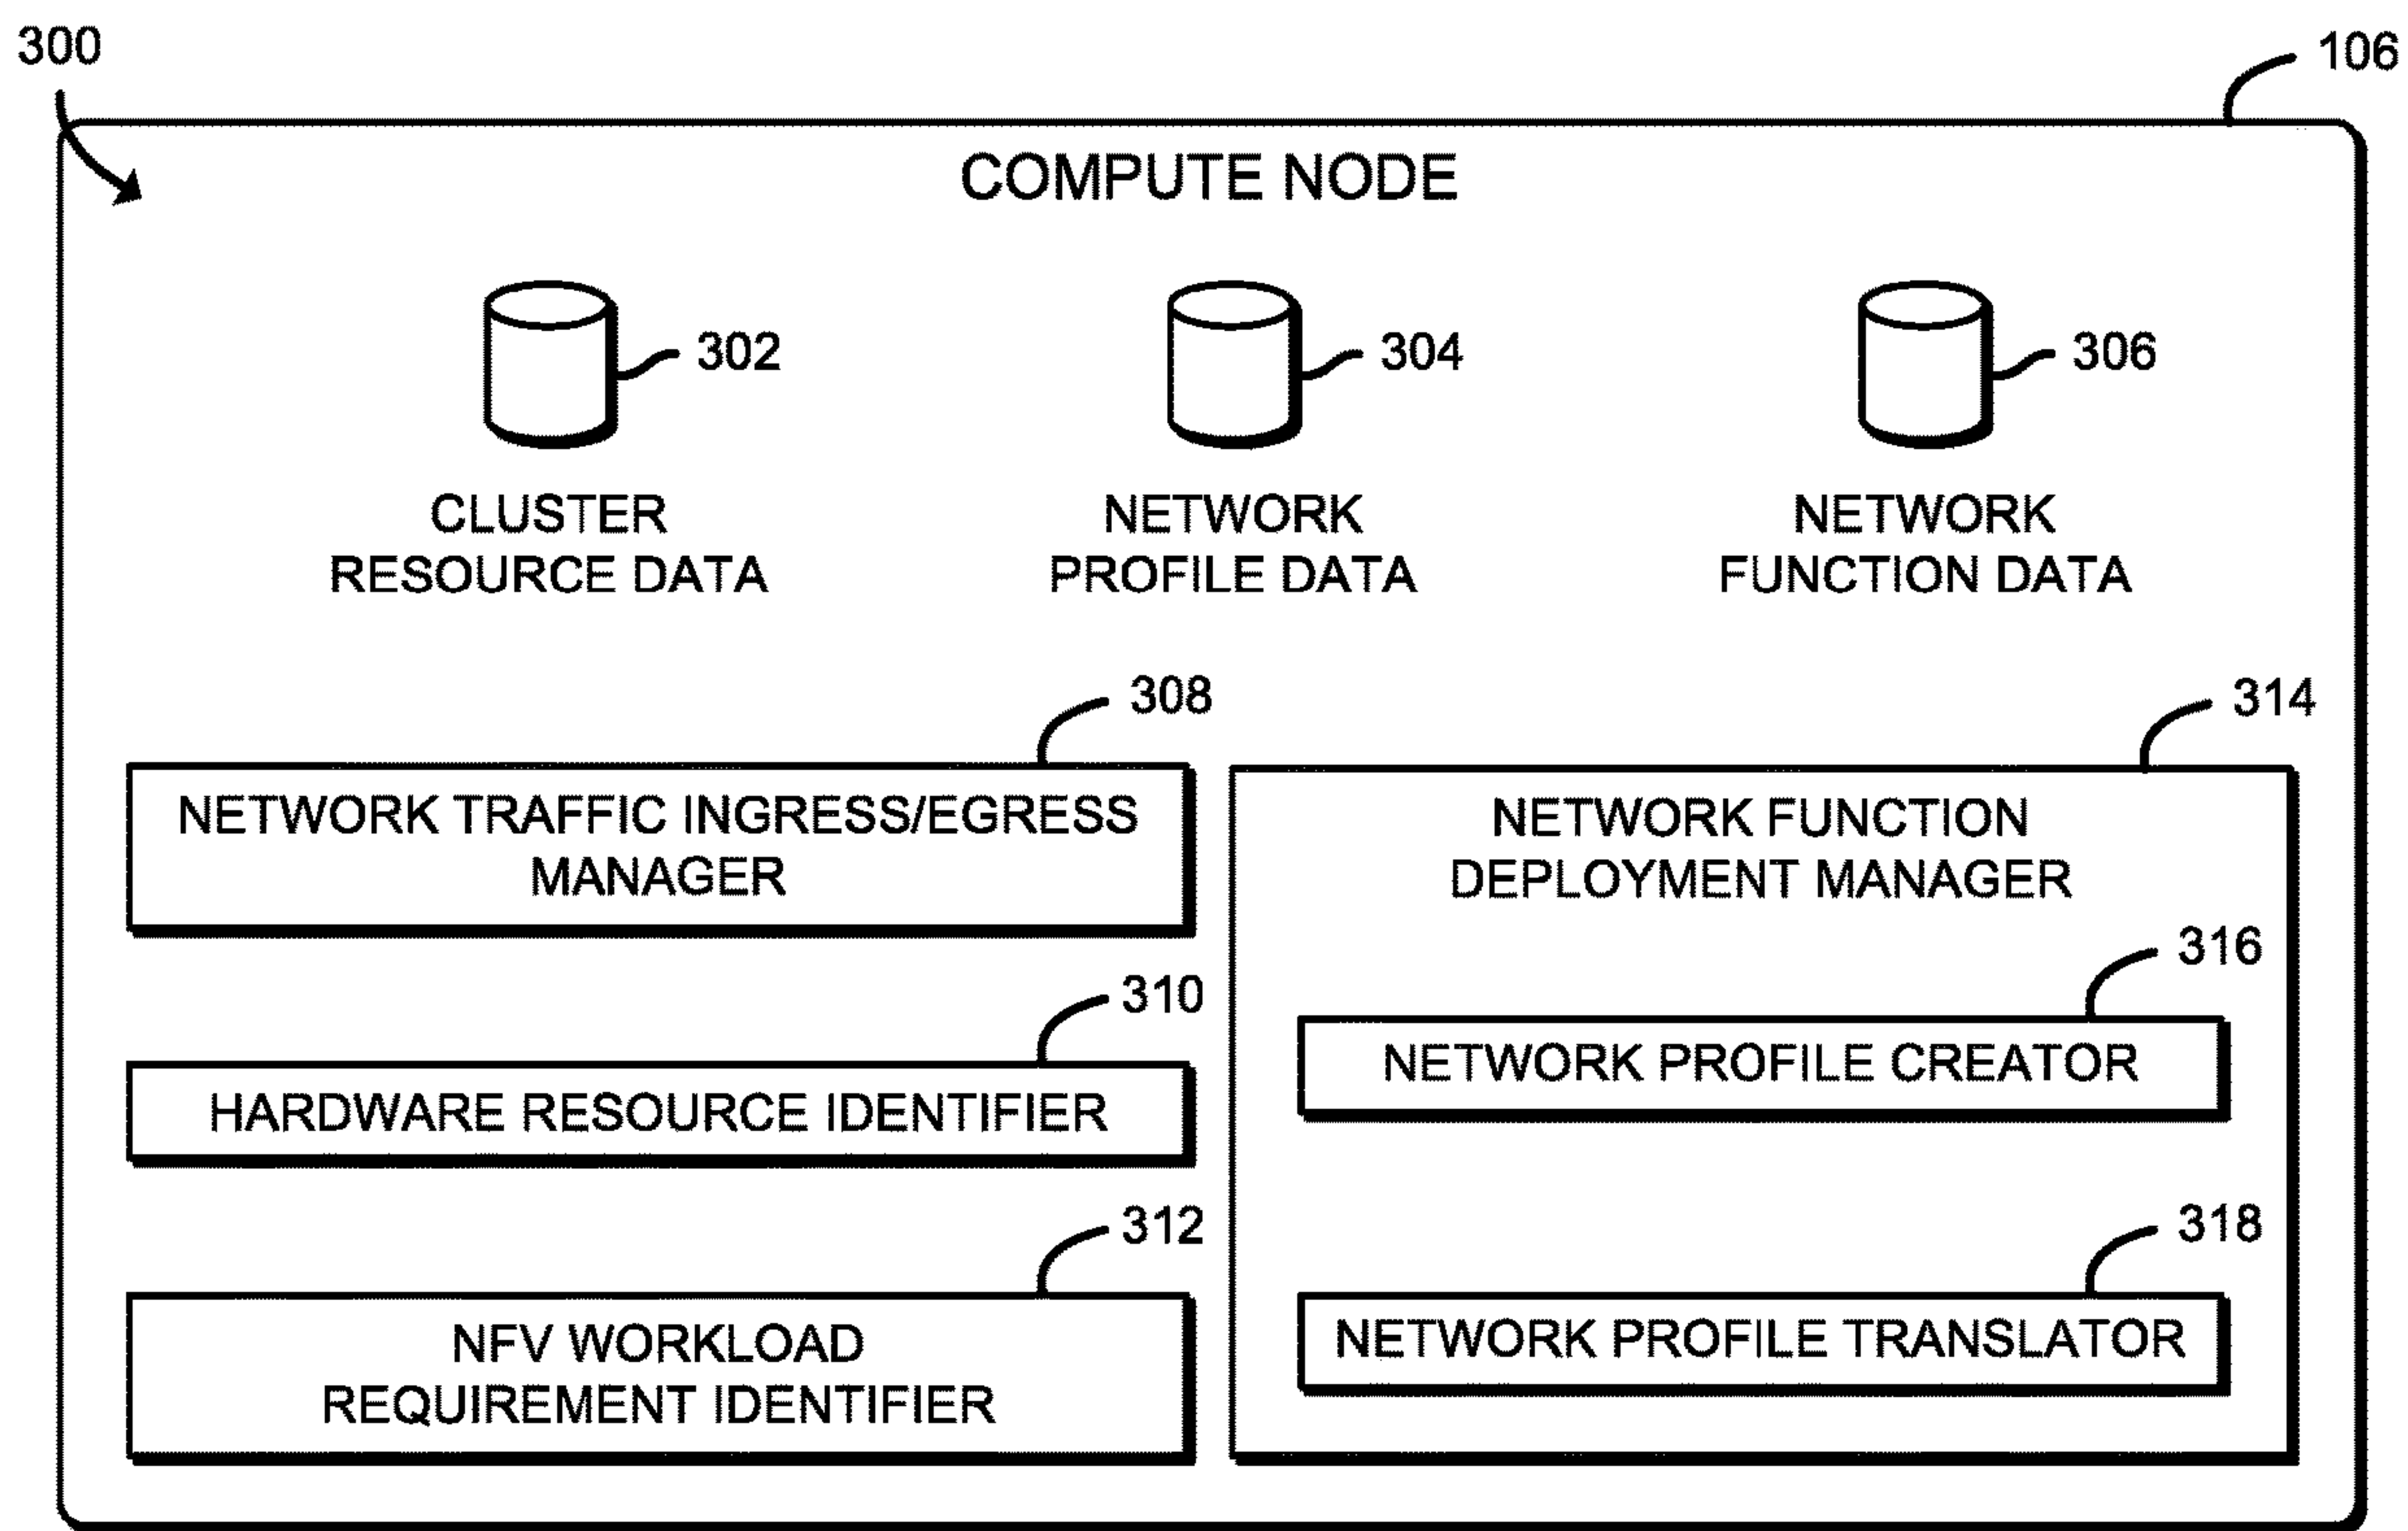 300
106
COMPUTE NODE
302
304
306
CLUSTER
RESOURCE DATA
NETWORK
PROFILE DATA
NETWORK
FUNCTION DATA
308
NETWORK TRAFFIC INGRESS/EGRESS
MANAGER
310
HARDWARE RESOURCE IDENTIFIER
312
NFV WORKLOAD
REQUIREMENT IDENTIFIER
314
NETWORK FUNCTION
DEPLOYMENT MANAGER
316
NETWORK PROFILE CREATOR
318
NETWORK PROFILE TRANSLATOR